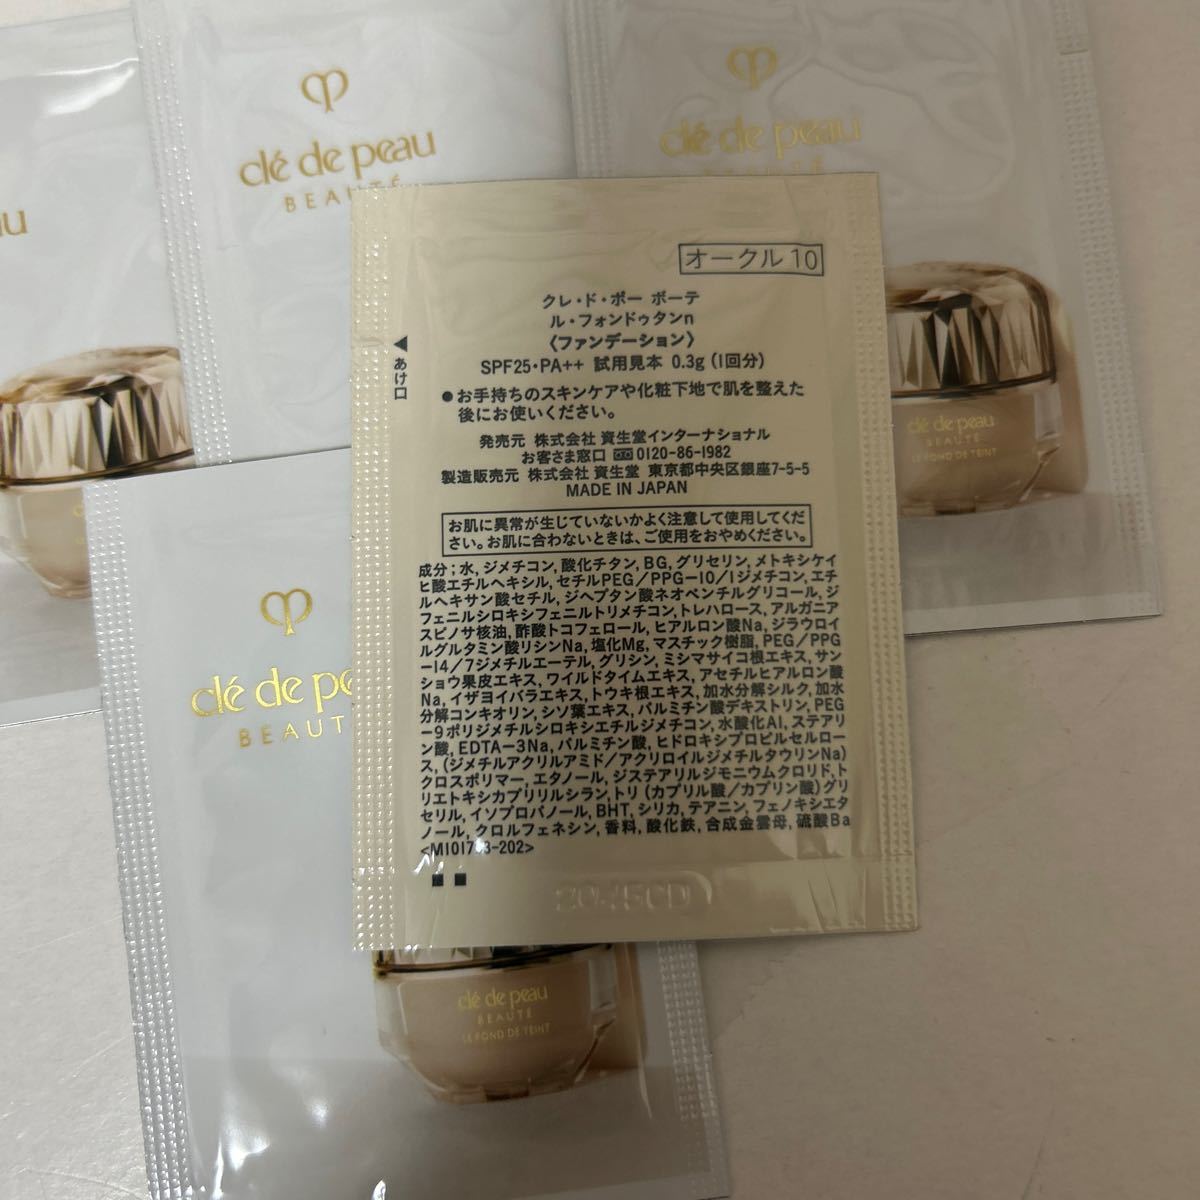 clé de peau
BEAUTÉ
clé de peau
au
オークル10
クレ・ド・ポー ボーテ
ル・フォンドゥタンn
〈ファンデーション〉
SPF25・PA++ 試用見本 0.3g (1回分)
◀あけ口
●お手持ちのスキンケアや化粧下地で肌を整えた
後にお使いください。
発売元 株式会社 資生堂インターナショナル
お客さま窓口 0120-86-1982
製造販売元 株式会社 資生堂 東京都中央区銀座7-5-5
MADE IN JAPAN
お肌に異常が生じていないかよく注意して使用してくだ
さい。お肌に合わないときは、ご使用をおやめください。
成分;水, ジメチコン, 酸化チタン, BG, グリセリン, メトキシケイ
ヒ酸エチルヘキシル, セチルPEG/PPG-10/1ジメチコン, エチ
ルヘキサン酸セチル, ジヘプタン酸ネオペンチルグリコール, ジ
フェニルシロキシフェニルトリメチコン, トレハロース, アルガニア
スピノサ核油, 酢酸トコフェロール, ヒアルロン酸Na, ジラウロイ
ルグルタミン酸リシンNa, 塩化Mg, マスチック樹脂, PEG/PPG
-14/7ジメチルエーテル, グリシン, ミシマサイコ根エキス, サン
ショウ果皮エキス, ワイルドタイムエキス, アセチルヒアルロン酸
Na, イザヨイバラエキス, トウキ根エキス, 加水分解シルク, 加水
分解コンキオリン, シソ葉エキス, パルミチン酸デキストリン, PEG
-9ポリジメチルシロキシエチルジメチコン, 水酸化Al, ステアリ
ン酸, EDTA-3Na, パルミチン酸, ヒドロキシプロピルセルロー
ス, (ジメチルアクリルアミド/アクリロイルジメチルタウリンNa)
クロスポリマー, エタノール, ジステアリルジモニウムクロリド, ト
リエトキシカプリリルシラン, トリ(カプリル酸/カプリン酸)グリ
セリル, イソプロパノール, BHT, シリカ, テアニン, フェノキシエタ
ノール, クロルフェネシン, 香料, 酸化鉄, 合成金雲母, 硫酸Ba
clé de peau
BEAUTÉ
LE FOND DE TEINT
clé de pe
BEAUT
clé de peau
BEAUTÉ
LE FOND DE TEINT